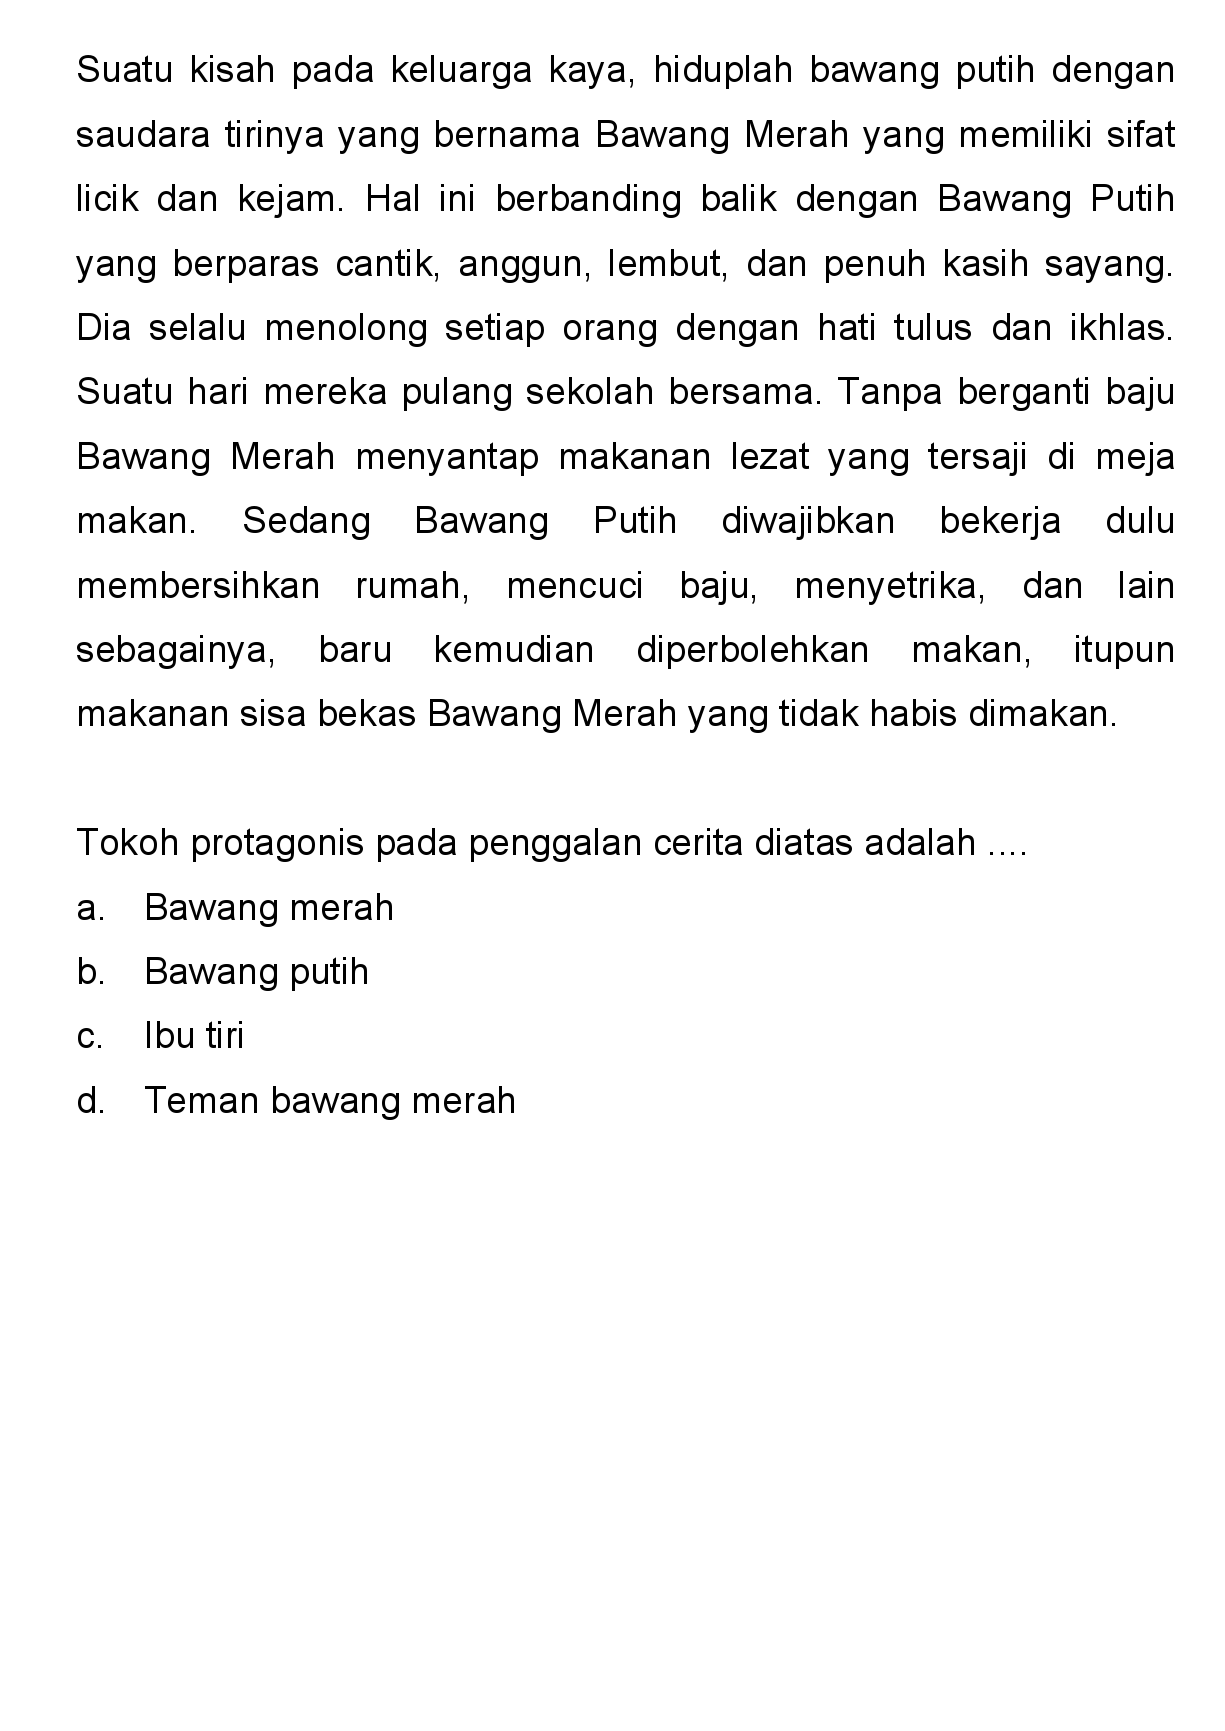 Suatu kisah pada keluarga kaya, hiduplah bawang putih dengan
saudara tirinya yang bernama Bawang Merah yang memiliki sifat
licik dan kejam. Hal ini berbanding balik dengan Bawang Putih
yang berparas cantik, anggun, lembut, dan penuh kasih sayang.
Dia selalu menolong setiap orang dengan hati tulus dan ikhlas.
Suatu hari mereka pulang sekolah bersama. Tanpa berganti baju
Bawang Merah menyantap makanan lezat yang tersaji di meja
makan. Sedang Bawang Putih diwajibkan bekerja dulu
membersihkan rumah, mencuci baju, menyetrika, dan lain
sebagainya, baru kemudian diperbolehkan makan, itupun
makanan sisa bekas Bawang Merah yang tidak habis dimakan.
Tokoh protagonis pada penggalan cerita diatas adalah ....
a. Bawang merah
b. Bawang putih
c. Ibu tiri
d. Teman bawang merah